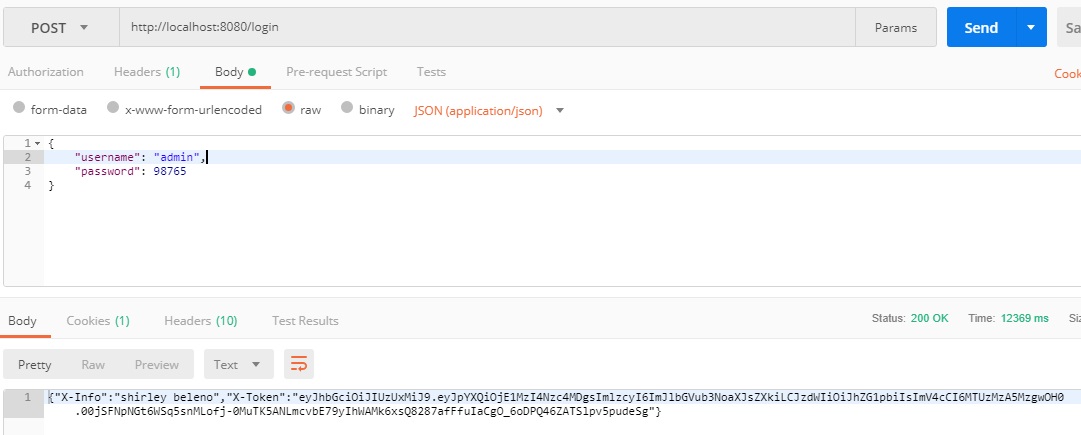 POST http://localhost:8080/login Params Send Sa
Authorization Headers (1) Body Pre-request Script Tests Cook
form-data x-www-form-urlencoded raw binary JSON (application/json)
1 {
2 "username": "admin",
3 "password": 98765
4 }
Body Cookies (1) Headers (10) Test Results Status: 200 OK Time: 12369 ms Siz
Pretty Raw Preview Text
1 {"X-Info":"shirley beleno","X-Token":"eyJhbGciOiJIUzUxMiJ9.eyJpYXQiOjE1MzI4Nzc4MDgsImlzcyI6ImJlbGVub3NoaXJsZXkiLCJzdWIiOiJhZG1pbiIsImV4cCI6MTUzMzA5MzgwOH0
.00jSFNpNGt6WSq5snMLofj-0MuTK5ANLmcvbE79yIhWAMk6xsQ8287afFfuIaCgO_6oDPQ46ZATSlpv5pudeSg"}